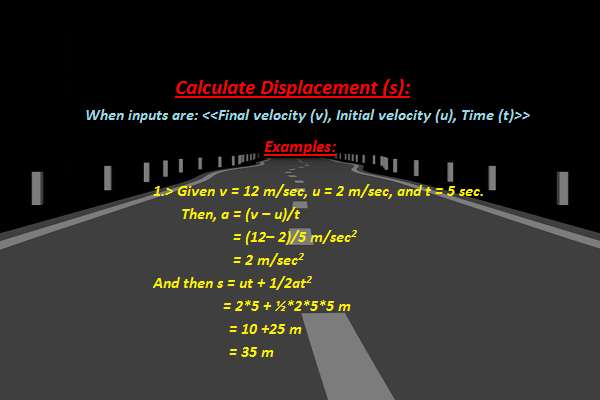 Calculate Displacement (s):
When inputs are: <<Final velocity (v), Initial velocity (u), Time (t)>>
Examples:
1.> Given v = 12 m/sec, u = 2 m/sec, and t = 5 sec.
Then, a = (v – u)/t
= (12– 2)/5 m/sec²
= 2 m/sec²
And then s = ut + 1/2at²
= 2*5 + ½*2*5*5 m
= 10 +25 m
= 35 m